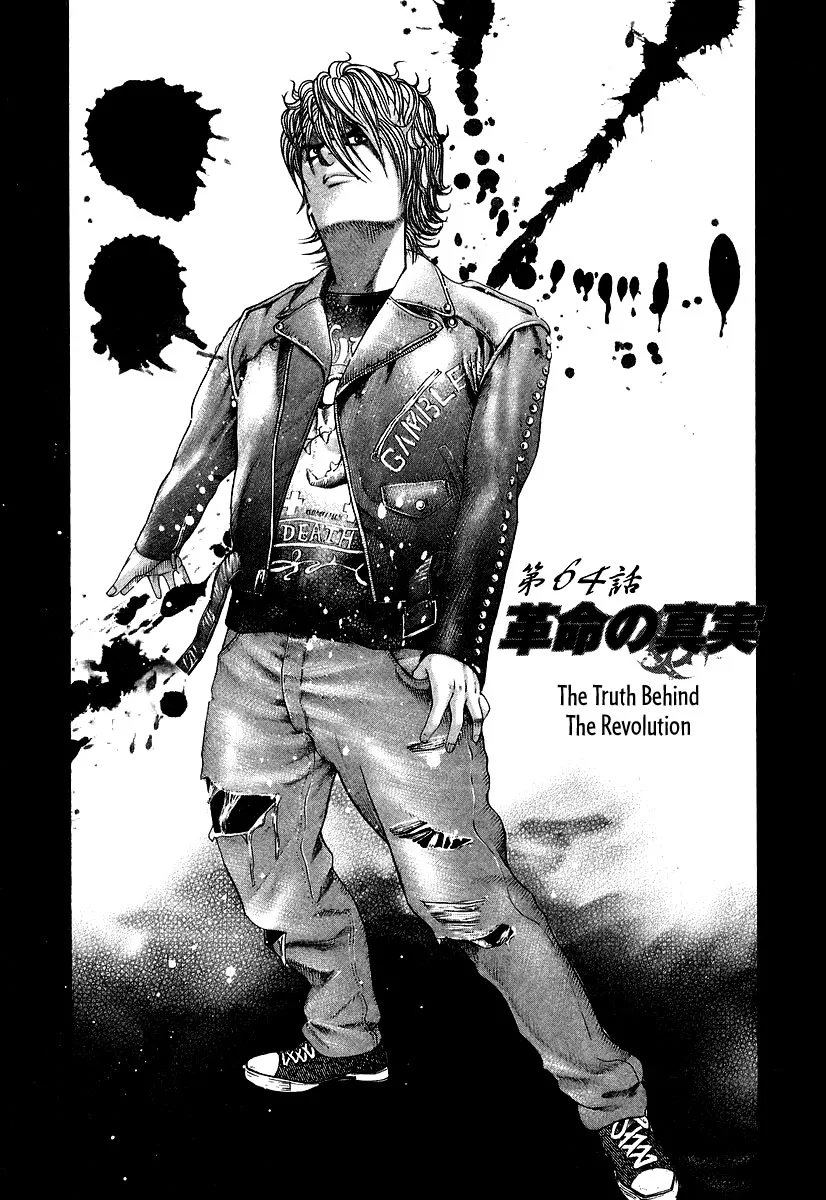 GAMBLE
DEATH
第64話
革命の真実
The Truth Behind
The Revolution